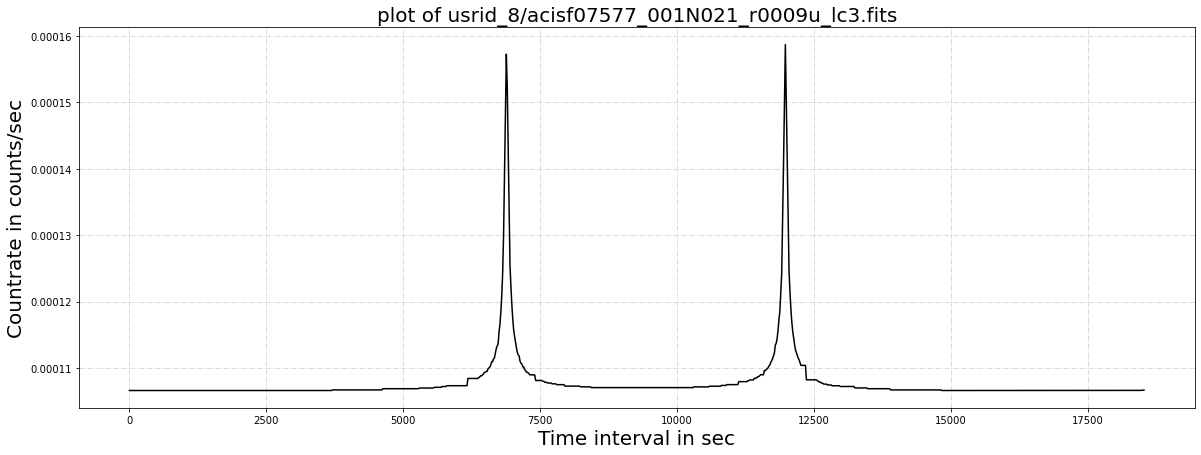 plot of usrid_8/acisf07577_001N021_r0009u_lc3.fits
0.00016
0.00015
0.00014
0.00013
0.00012
0.00011
Countrate in counts/sec
0 2500 5000 7500 10000 12500 15000 17500
Time interval in sec